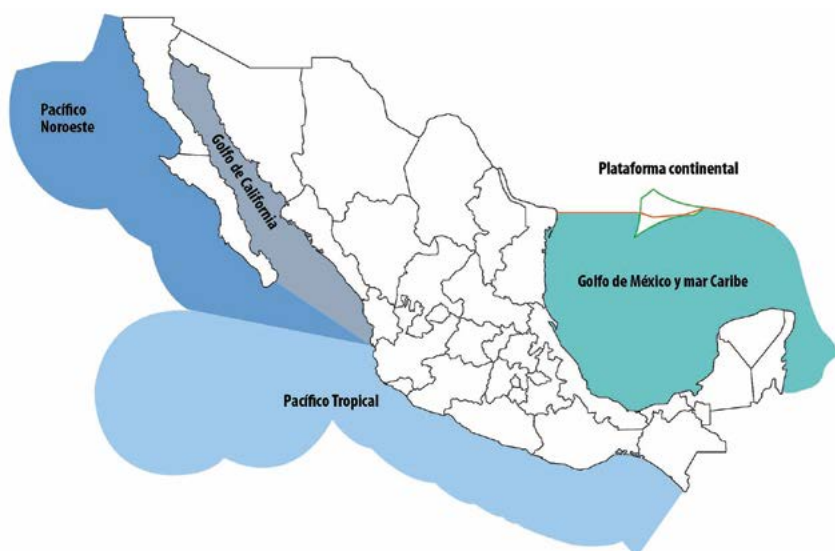 Pacífico
Noroeste
Golfo de California
Plataforma continental
Golfo de México y mar Caribe
Pacífico Tropical